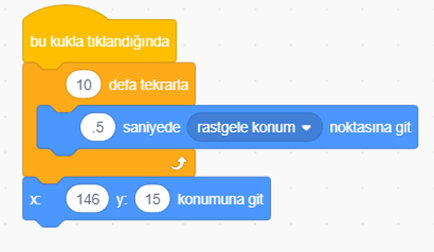 bu kukla tıklandığında
10 defa tekrarla
.5 saniyede rastgele konum noktasına git
x: 146 y: 15 konumuna git